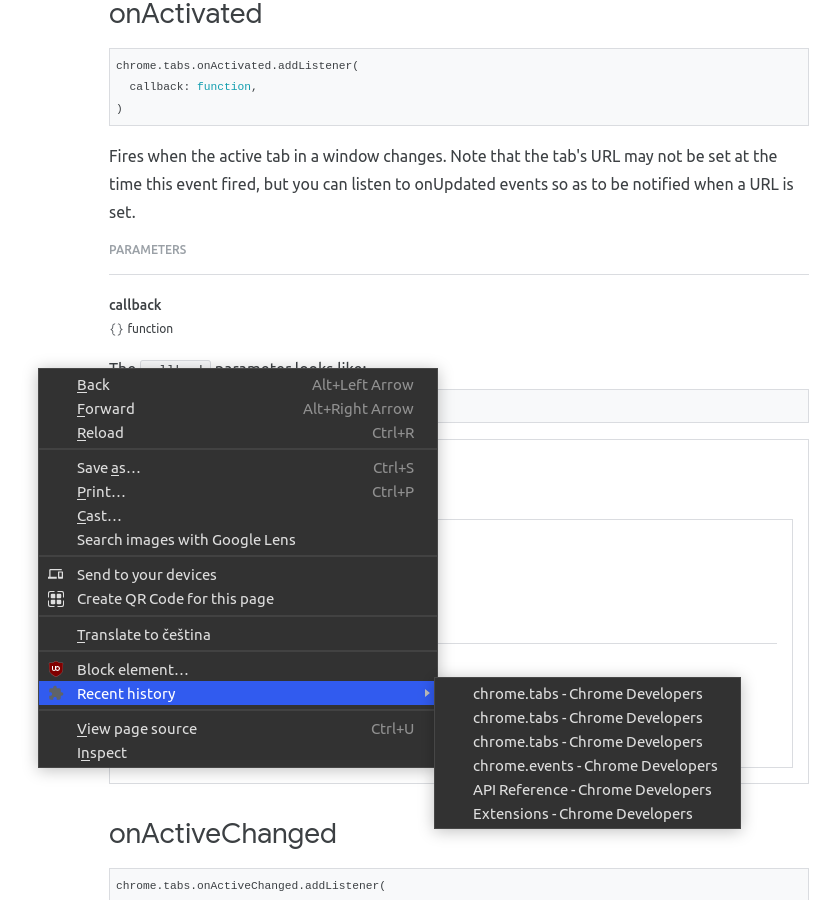 onActivated
chrome.tabs.onActivated.addListener(
callback: function,
)
Fires when the active tab in a window changes. Note that the tab's URL may not be set at the
time this event fired, but you can listen to onUpdated events so as to be notified when a URL is
set.
PARAMETERS
callback
{} function
The callback parameter looks like:
Back Alt+Left Arrow
Forward Alt+Right Arrow
Reload Ctrl+R
Save as… Ctrl+S
Print… Ctrl+P
Cast…
Search images with Google Lens
Send to your devices
Create QR Code for this page
Translate to čeština
Block element…
Recent history
View page source Ctrl+U
Inspect
chrome.tabs - Chrome Developers
chrome.tabs - Chrome Developers
chrome.tabs - Chrome Developers
chrome.events - Chrome Developers
API Reference - Chrome Developers
Extensions - Chrome Developers
onActiveChanged
chrome.tabs.onActiveChanged.addListener(